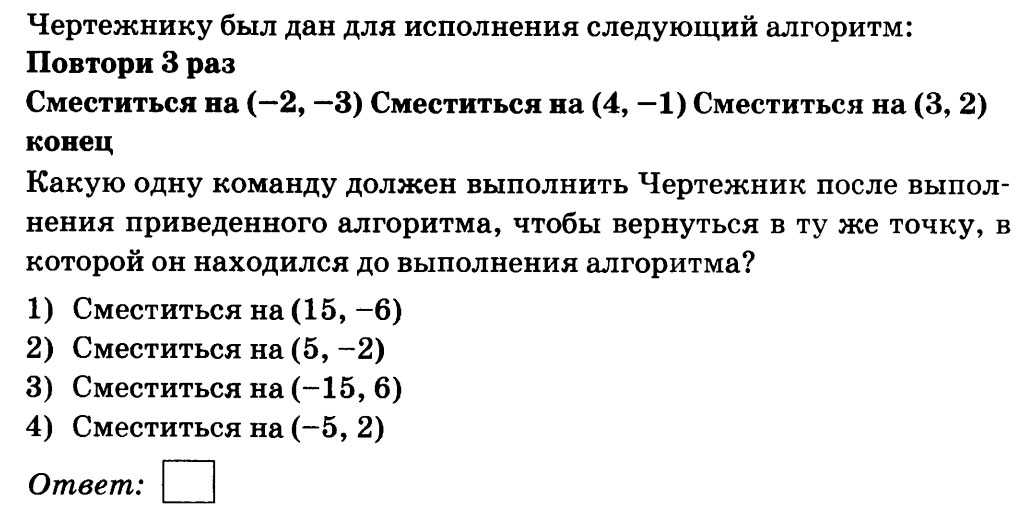 Чертежнику был дан для исполнения следующий алгоритм:
Повтори 3 раз
Сместиться на (−2, −3) Сместиться на (4, −1) Сместиться на (3, 2)
конец
Какую одну команду должен выполнить Чертежник после выпол-
нения приведенного алгоритма, чтобы вернуться в ту же точку, в
которой он находился до выполнения алгоритма?
1) Сместиться на (15, −6)
2) Сместиться на (5, −2)
3) Сместиться на (−15, 6)
4) Сместиться на (−5, 2)
Ответ: